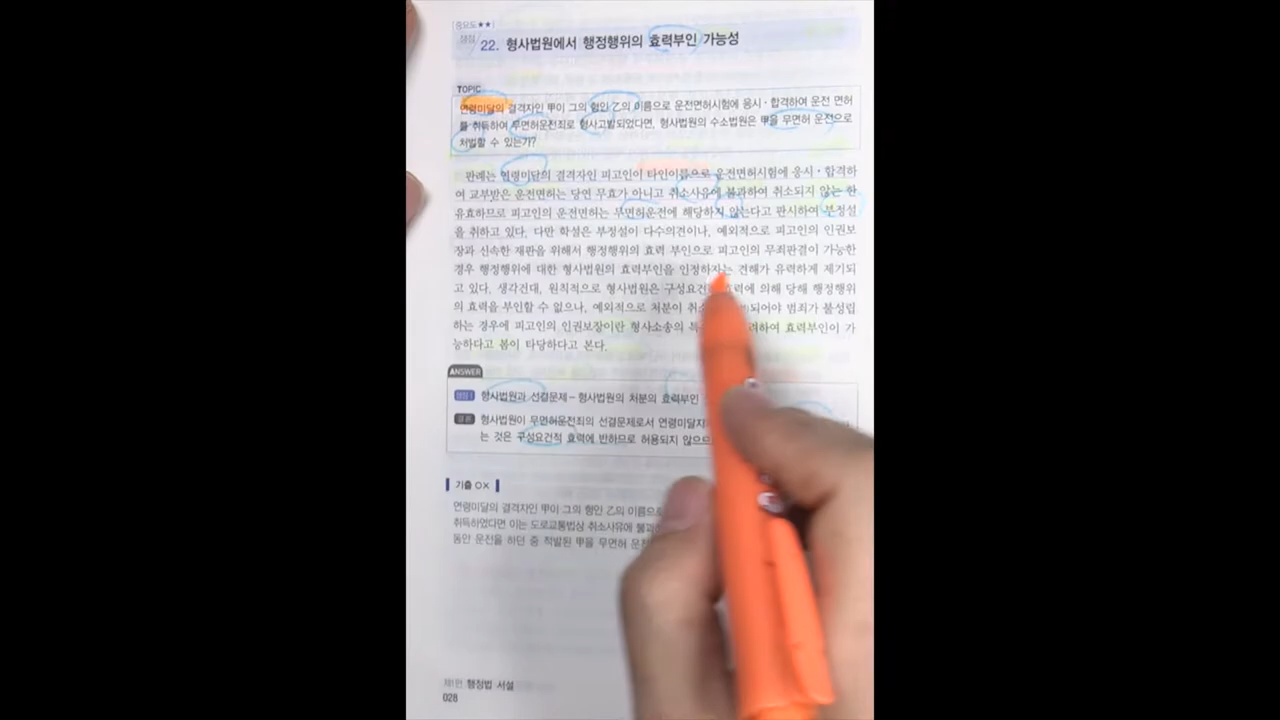 [중요도★★]
쟁점 22. 형사법원에서 행정행위의 효력부인 가능성
TOPIC
연령미달의 결격자인 甲이 그의 형인 乙의 이름으로 운전면허시험에 응시·합격하여 운전 면허
를 취득하여 무면허운전죄로 형사고발되었다면, 형사법원의 수소법원은 甲을 무면허 운전으로
처벌할 수 있는가?
판례는 연령미달의 결격자인 피고인이 타인이름으로 운전면허시험에 응시·합격하
여 교부받은 운전면허는 당연 무효가 아니고 취소사유에 불과하여 취소되지 않는 한
유효하므로 피고인의 운전면허는 무면허운전에 해당하지 않는다고 판시하여 부정설
을 취하고 있다. 다만 학설은 부정설이 다수의견이나, 예외적으로 피고인의 인권보
장과 신속한 재판을 위해서 행정행위의 효력 부인으로 피고인의 무죄판결이 가능한
경우 행정행위에 대한 형사법원의 효력부인을 인정하자는 견해가 유력하게 제기되
고 있다. 생각건대, 원칙적으로 형사법원은 구성요건 효력에 의해 당해 행정행위
의 효력을 부인할 수 없으나, 예외적으로 처분이 취소 되어야 범죄가 불성립
하는 경우에 피고인의 인권보장이란 형사소송의 특 려하여 효력부인이 가
능하다고 봄이 타당하다고 본다.
ANSWER
쟁점 형사법원과 선결문제-형사법원의 처분의 효력부인
결론 형사법원이 무면허운전죄의 선결문제로서 연령미달자
는 것은 구성요건적 효력에 반하므로 허용되지 않으므
기출 OX
연령미달의 결격자인 甲이 그의 형인 乙의 이름으로
취득하였다면 이는 도로교통법상 취소사유에 불과
동안 운전을 하던 중 적발된 甲을 무면허 운전
제1편 행정법 서설
028